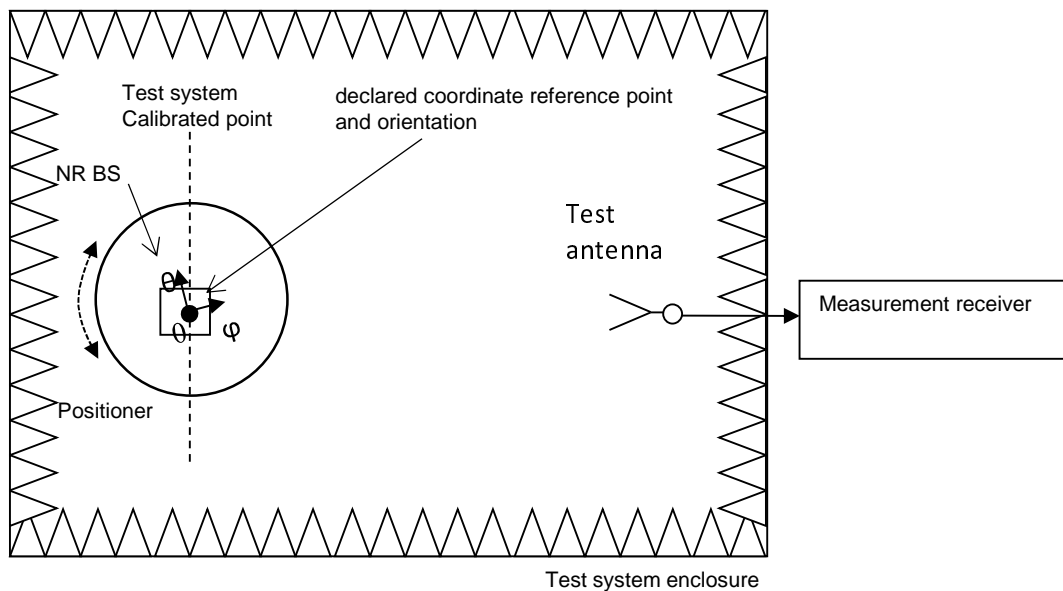 Test system
Calibrated point
declared coordinate reference point
and orientation
NR BS
Test
antenna
Measurement receiver
θ
0
φ
Positioner
Test system enclosure